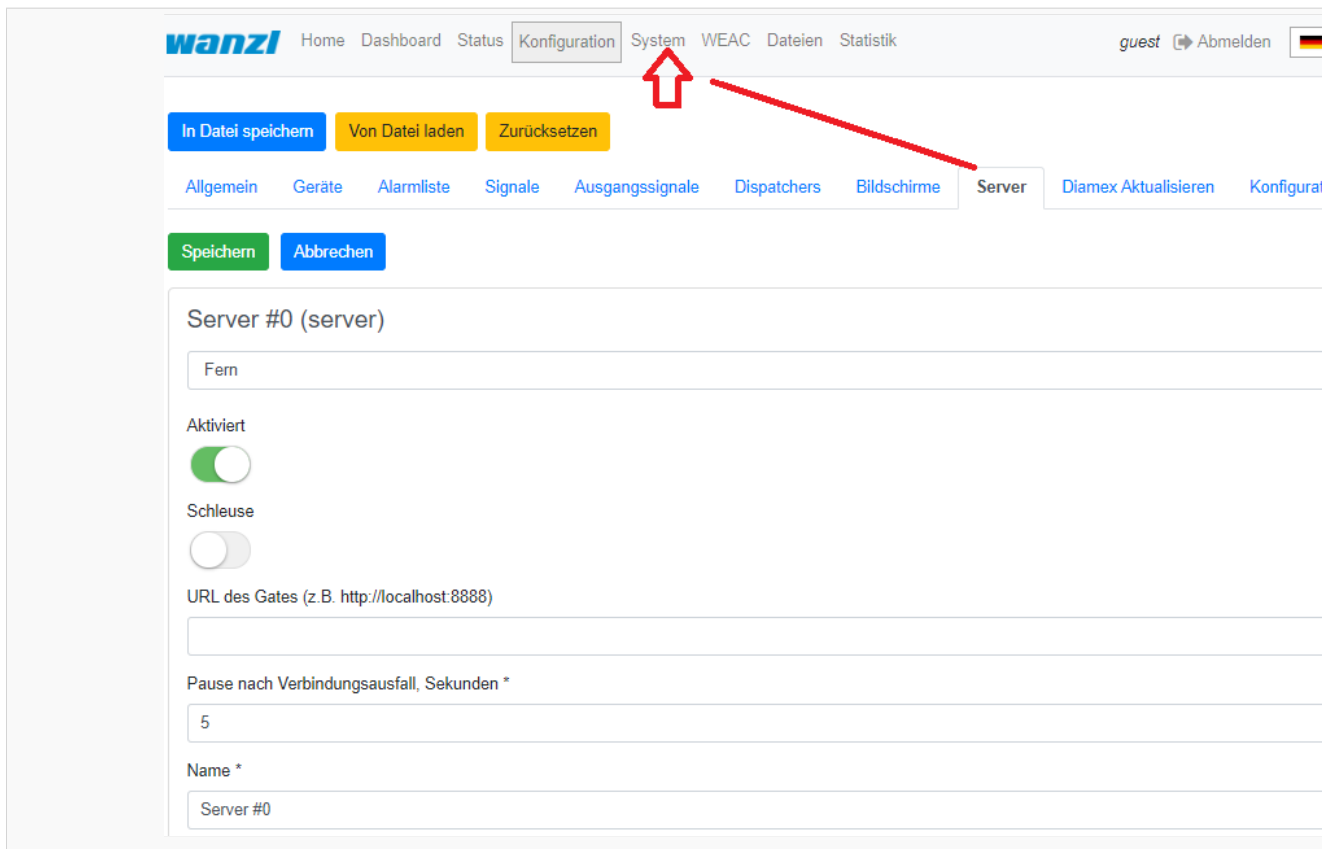 wanzl Home Dashboard Status Konfiguration System WEAC Dateien Statistik guest Abmelden
In Datei speichern Von Datei laden Zurücksetzen
Allgemein Geräte Alarmliste Signale Ausgangssignale Dispatchers Bildschirme Server Diamex Aktualisieren Konfigurat
Speichern Abbrechen
Server #0 (server)
Fern
Aktiviert
Schleuse
URL des Gates (z.B. http://localhost:8888)
Pause nach Verbindungsausfall, Sekunden *
5
Name *
Server #0